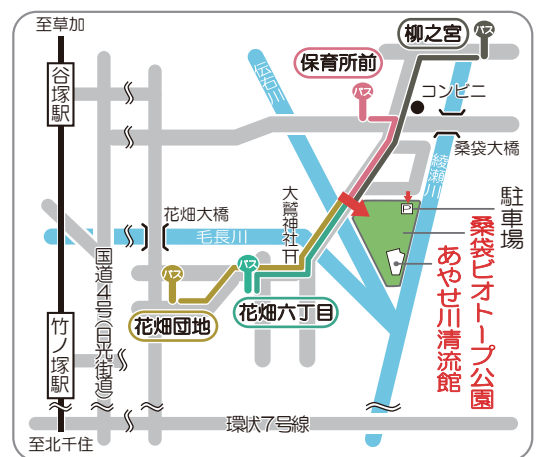 至草加
谷塚駅
柳之宮
バス
保育所前
バス
コンビニ
伝右川
綾瀬川
桑袋大橋
大鷲神社
花畑大橋
毛長川
駐車場
P
桑袋ビオトープ公園
あやせ川清流館
国道4号(日光街道)
バス
バス
花畑六丁目
花畑団地
竹ノ塚駅
環状7号線
至北千住